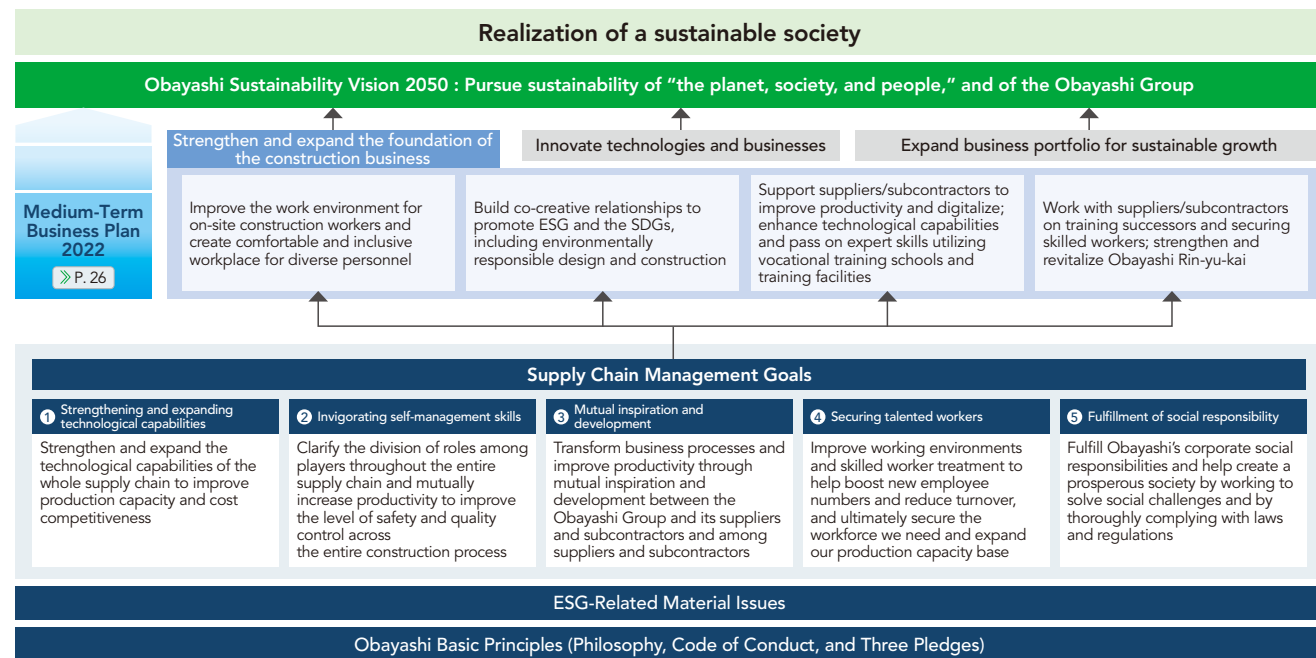 Realization of a sustainable society
Obayashi Sustainability Vision 2050 : Pursue sustainability of “the planet, society, and people,” and of the Obayashi Group
Strengthen and expand the foundation of
the construction business
Innovate technologies and businesses
Expand business portfolio for sustainable growth
Medium-Term
Business Plan
2022
P. 26
Improve the work environment for
on-site construction workers and
create comfortable and inclusive
workplace for diverse personnel
Build co-creative relationships to
promote ESG and the SDGs,
including environmentally
responsible design and construction
Support suppliers/subcontractors to
improve productivity and digitalize;
enhance technological capabilities
and pass on expert skills utilizing
vocational training schools and
training facilities
Work with suppliers/subcontractors
on training successors and securing
skilled workers; strengthen and
revitalize Obayashi Rin-yu-kai
Supply Chain Management Goals
1 Strengthening and expanding
technological capabilities
Strengthen and expand the
technological capabilities of the
whole supply chain to improve
production capacity and cost
competitiveness
2 Invigorating self-management skills
Clarify the division of roles among
players throughout the entire
supply chain and mutually
increase productivity to improve
the level of safety and quality
control across
the entire construction process
3 Mutual inspiration and
development
Transform business processes and
improve productivity through
mutual inspiration and
development between the
Obayashi Group and its suppliers
and subcontractors and among
suppliers and subcontractors
4 Securing talented workers
Improve working environments
and skilled worker treatment to
help boost new employee
numbers and reduce turnover,
and ultimately secure the
workforce we need and expand
our production capacity base
5 Fulfillment of social responsibility
Fulfill Obayashi’s corporate social
responsibilities and help create a
prosperous society by working to
solve social challenges and by
thoroughly complying with laws
and regulations
ESG-Related Material Issues
Obayashi Basic Principles (Philosophy, Code of Conduct, and Three Pledges)